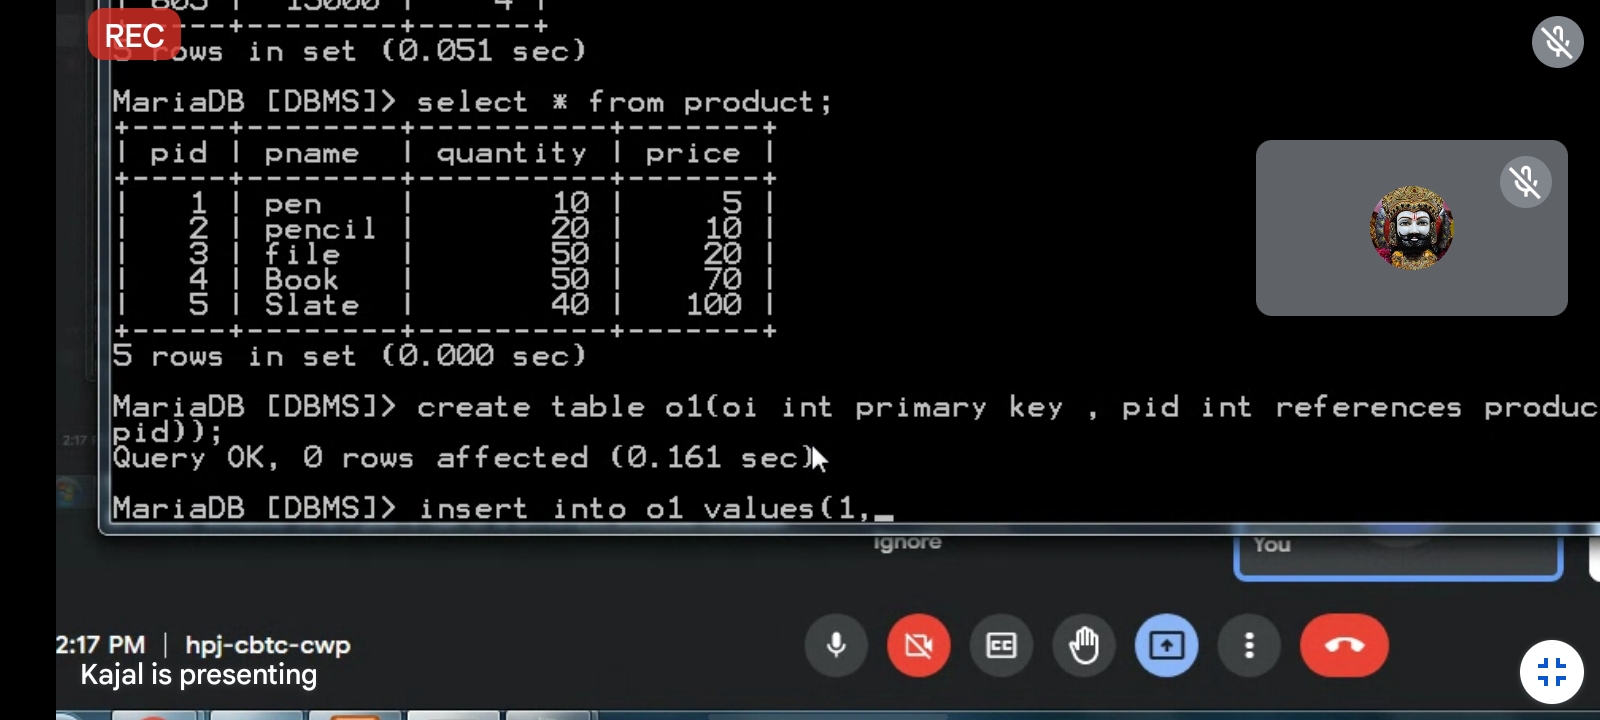 | 605 | 15000 | 4 |
REC
+-----+--------+------+
5 rows in set (0.051 sec)
MariaDB [DBMS]> select * from product;
+-----+--------+----------+-------+
| pid | pname | quantity | price |
+-----+--------+----------+-------+
| 1 | pen | 10 | 5 |
| 2 | pencil | 20 | 10 |
| 3 | file | 50 | 20 |
| 4 | Book | 50 | 70 |
| 5 | Slate | 40 | 100 |
+-----+--------+----------+-------+
5 rows in set (0.000 sec)
MariaDB [DBMS]> create table o1(oi int primary key , pid int references produc
pid));
Query OK, 0 rows affected (0.161 sec)
MariaDB [DBMS]> insert into o1 values(1,_
2:17
Ignore
You
2:17 PM | hpj-cbtc-cwp
Kajal is presenting